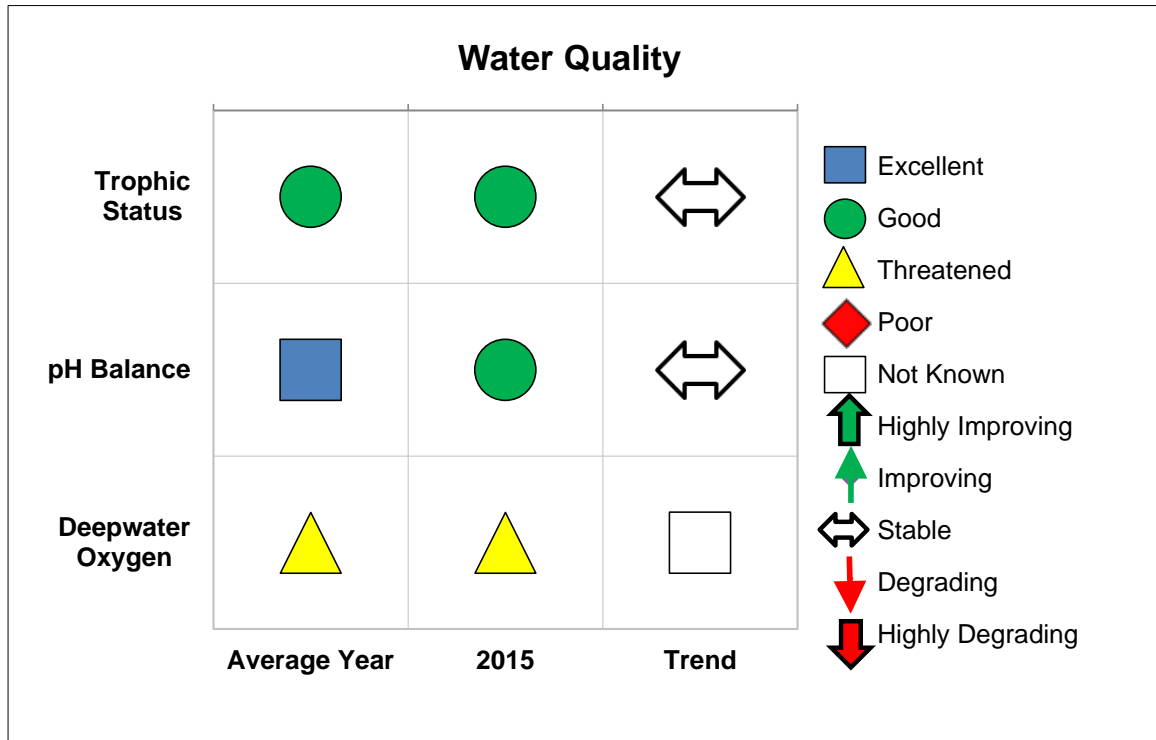 Water Quality
Trophic
Status
pH Balance
Deepwater
Oxygen
Average Year
2015
Trend
Excellent
Good
Threatened
Poor
Not Known
Highly Improving
Improving
Stable
Degrading
Highly Degrading